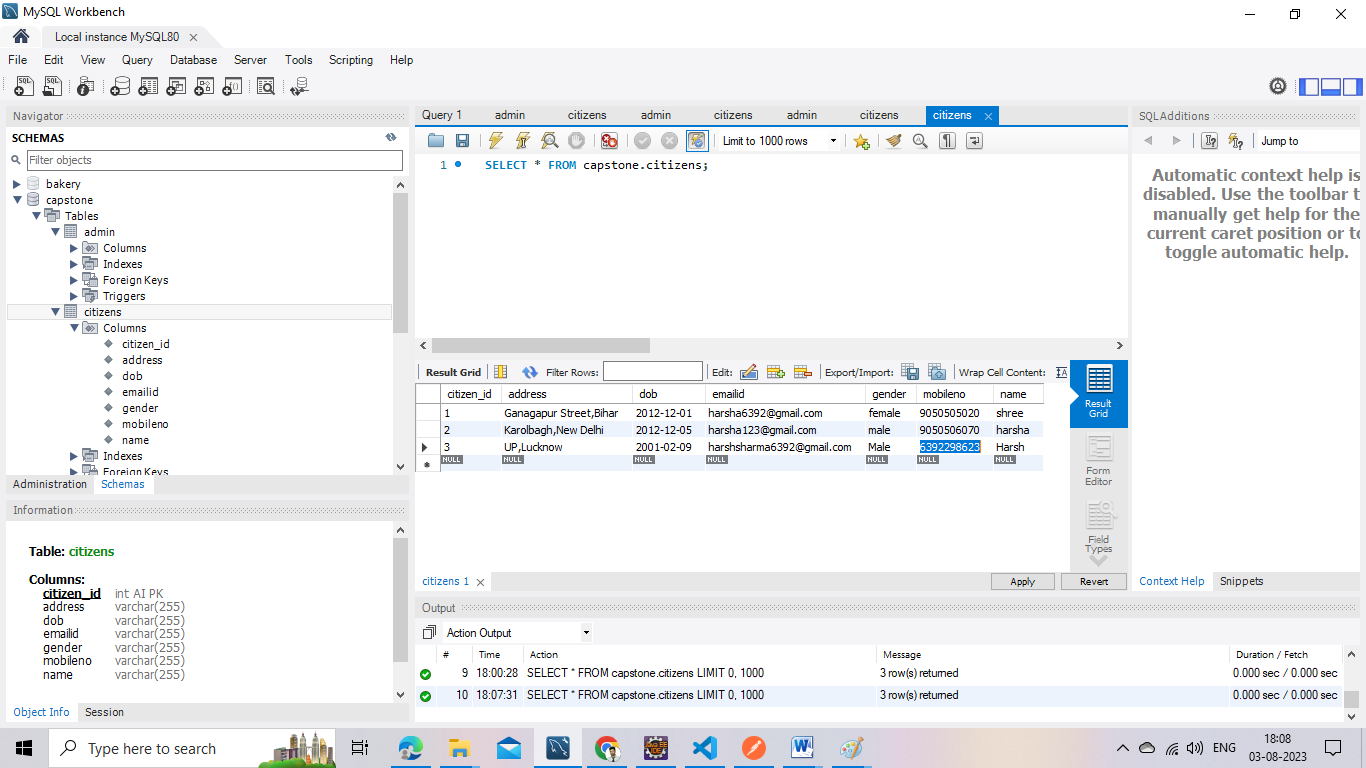 MySQL Workbench
Local instance MySQL80
File Edit View Query Database Server Tools Scripting Help
Navigator
SCHEMAS
Filter objects
bakery
capstone
Tables
admin
Columns
Indexes
Foreign Keys
Triggers
citizens
Columns
citizen_id
address
dob
emailid
gender
mobileno
name
Indexes
Foreign Keys
Administration Schemas
Information
Table: citizens
Columns:
citizen_id int AI PK
address varchar(255)
dob varchar(255)
emailid varchar(255)
gender varchar(255)
mobileno varchar(255)
name varchar(255)
Object Info Session
Query 1 admin citizens admin citizens admin citizens citizens
Limit to 1000 rows
1 SELECT * FROM capstone.citizens;
Result Grid Filter Rows: Edit: Export/Import: Wrap Cell Content:
citizen_id address dob emailid gender mobileno name
1 Ganagapur Street,Bihar 2012-12-01 harsha6392@gmail.com female 9050505020 shree
2 Karolbagh,New Delhi 2012-12-05 harsha123@gmail.com male 9050506070 harsha
3 UP,Lucknow 2001-02-09 harshsharma6392@gmail.com Male 6392298623 Harsh
NULL NULL NULL NULL NULL NULL NULL
Result
Grid
Form
Editor
Field
Types
citizens 1 Apply Revert
SQLAdditions
Jump to
Automatic context help is
disabled. Use the toolbar t
manually get help for the
current caret position or to
toggle automatic help.
Context Help Snippets
Output
Action Output
# Time Action Message Duration / Fetch
9 18:00:28 SELECT * FROM capstone.citizens LIMIT 0, 1000 3 row(s) returned 0.000 sec / 0.000 sec
10 18:07:31 SELECT * FROM capstone.citizens LIMIT 0, 1000 3 row(s) returned 0.000 sec / 0.000 sec
Type here to search
ENG
18:08
03-08-2023